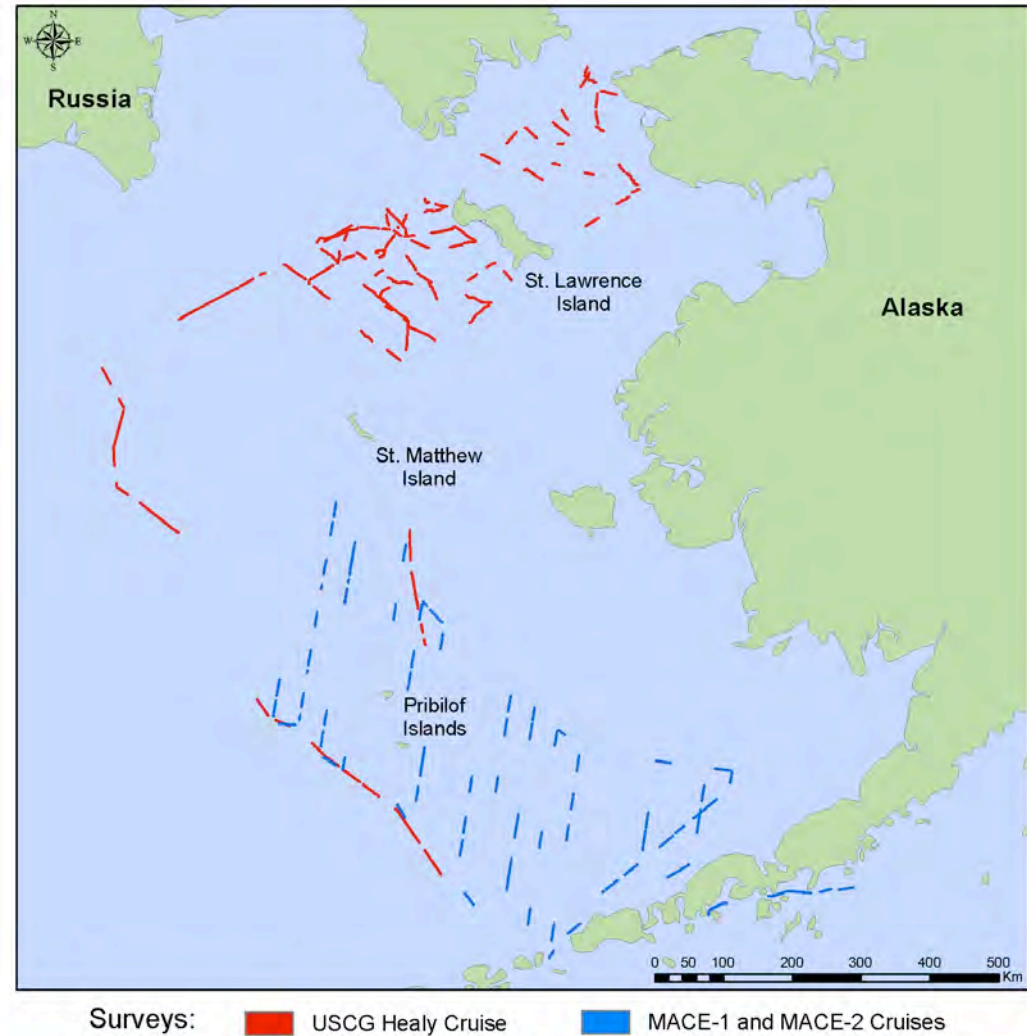 N
W E
S
Russia
St. Lawrence
Island
Alaska
St. Matthew
Island
Pribilof
Islands
0 50 100 200 300 400 500
Km
Surveys: USCG Healy Cruise MACE-1 and MACE-2 Cruises